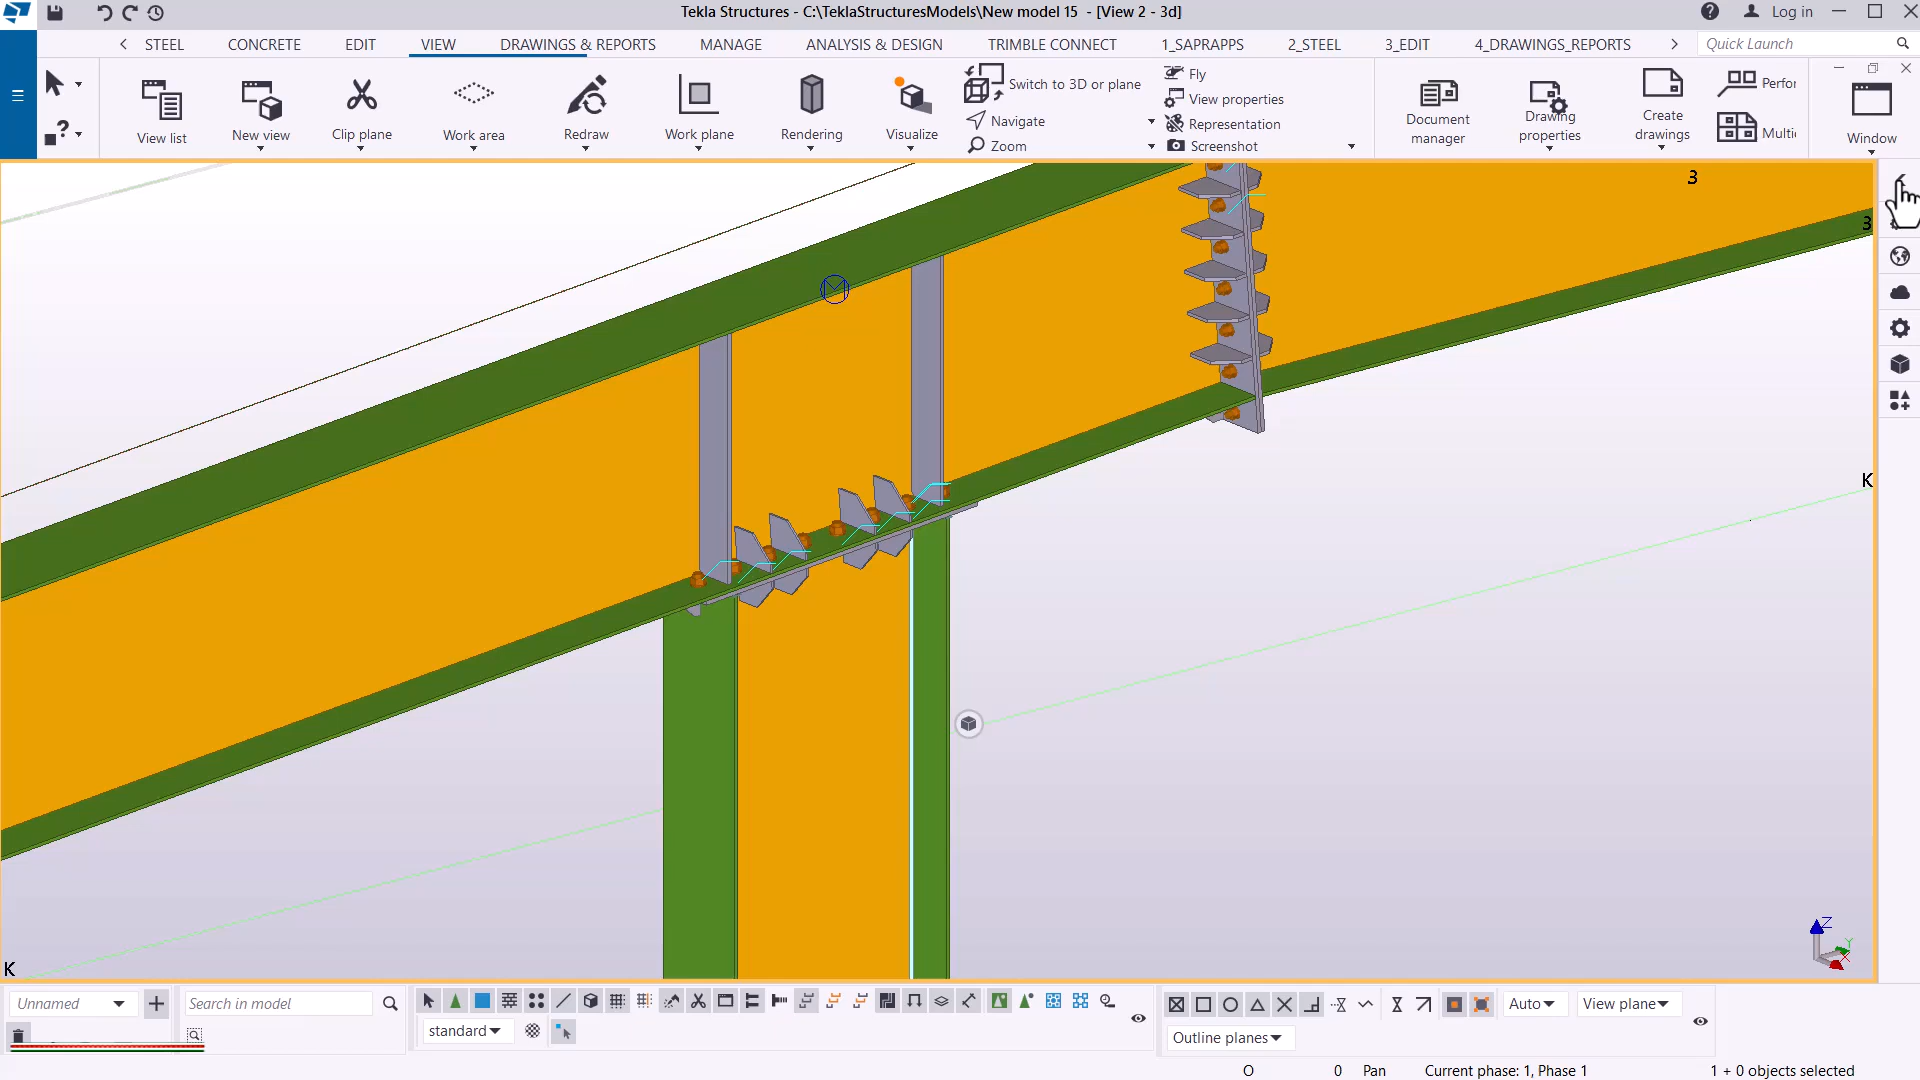 Tekla Structures - C:\TeklaStructuresModels\New model 15 - [View 2 - 3d]
Log in
STEEL CONCRETE EDIT VIEW DRAWINGS & REPORTS MANAGE ANALYSIS & DESIGN TRIMBLE CONNECT 1_SAPRAPPS 2_STEEL 3_EDIT 4_DRAWINGS_REPORTS Quick Launch
View list
New view
Clip plane
Work area
Redraw
Work plane
Rendering
Visualize
Switch to 3D or plane
Navigate
Zoom
Fly
View properties
Representation
Screenshot
Document manager
Drawing properties
Create drawings
Perfor
Multi
Window
3
3
K
K
Z
Y
X
Unnamed
Search in model
standard
Auto
View plane
Outline planes
O 0 Pan Current phase: 1, Phase 1 1 + 0 objects selected